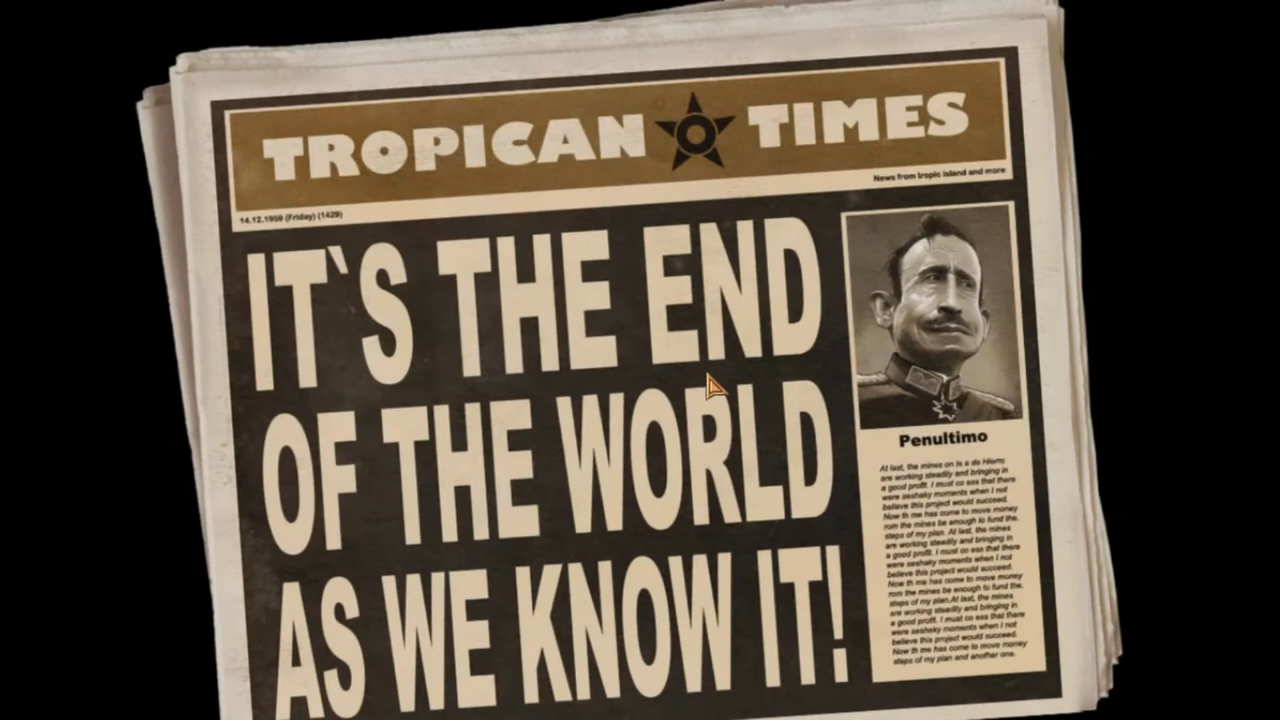 TROPICAN TIMES
News from tropic island and more
14.12.1959 (Friday) (1429)
IT`S THE END
OF THE WORLD
AS WE KNOW IT!
Penultimo
At last, the mines on Is a de Hierro
are working steadily and bringing in
a good profit. I must co ess that there
were seshaky moments when I not
believe this project would succeed.
Now th me has come to move money
rom the mines be enough to fund the.
steps of my plan. At last, the mines
are working steadily and bringing in
a good profit. I must co ess that there
were seshaky moments when I not
believe this project would succeed.
Now th me has come to move money
rom the mines be enough to fund the.
steps of my plan.At last, the mines
are working steadily and bringing in
a good profit. I must co ess that there
were seshaky moments when I not
believe this project would succeed.
Now th me has come to move money
steps of my plan and another one.